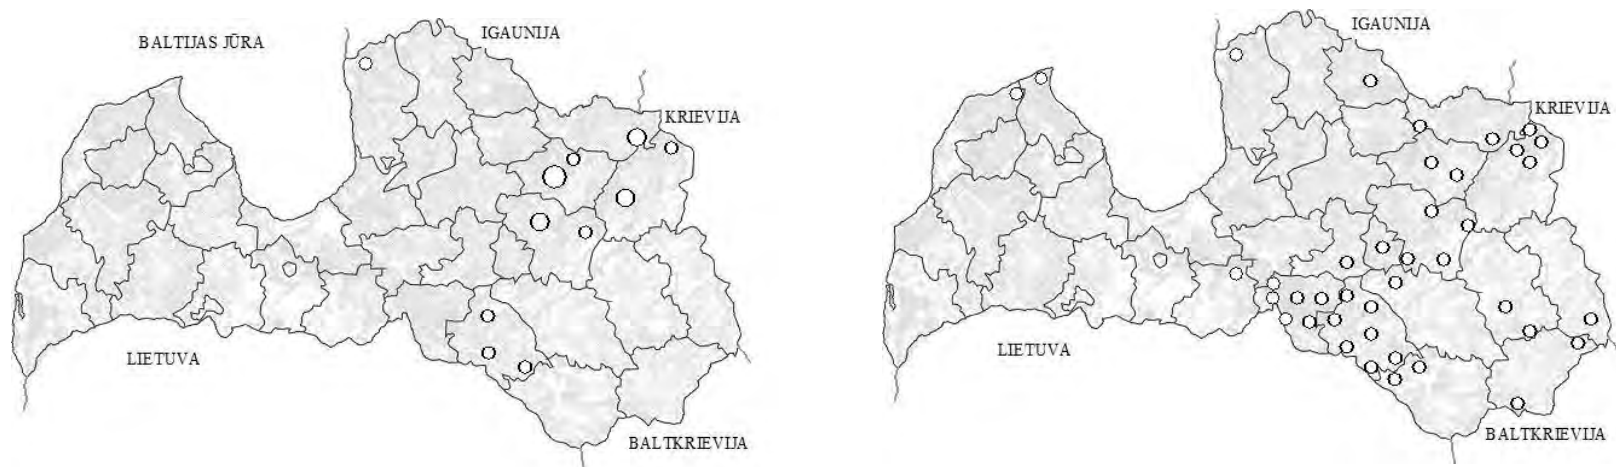 BALTIJAS JŪRA
IGAUNIJA
KRIEVIJA
LIETUVA
BALTKRIEVIJA
IGAUNIJA
KRIEVIJA
LIETUVA
BALTKRIEVIJA